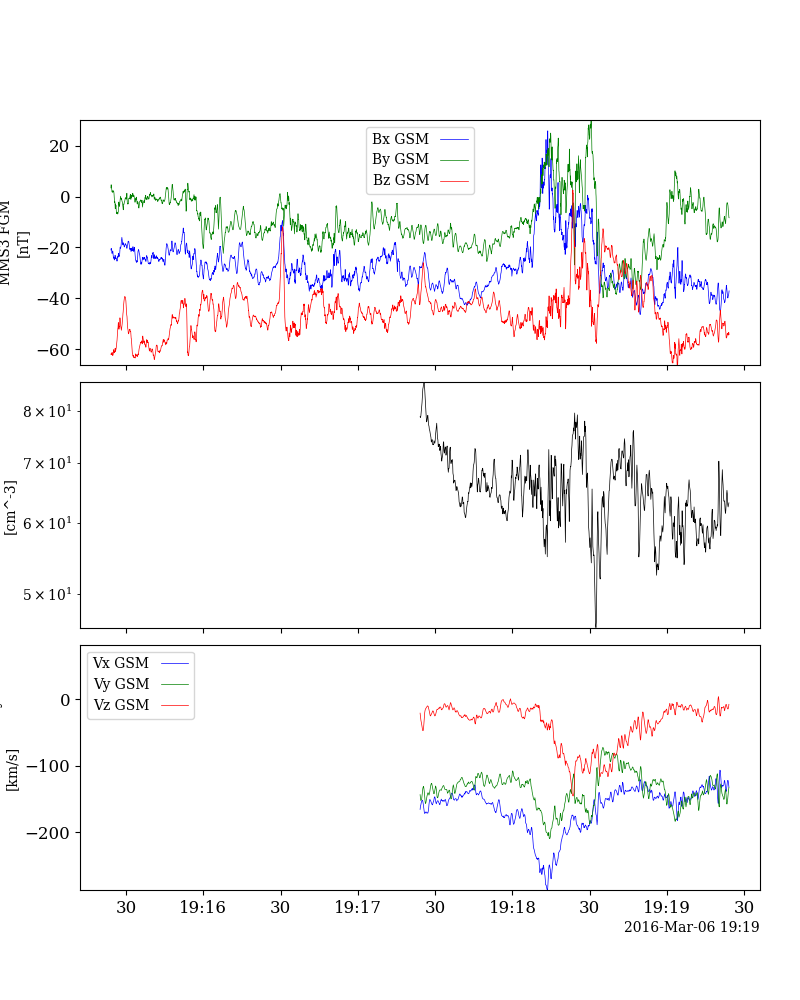 MMS3 FGM
[nT]
20
0
−20
−40
−60
Bx GSM
By GSM
Bz GSM
[cm^-3]
8×10¹
7×10¹
6×10¹
5×10¹
[km/s]
0
−100
−200
Vx GSM
Vy GSM
Vz GSM
30 19:16 30 19:17 30 19:18 30 19:19 30
2016-Mar-06 19:19